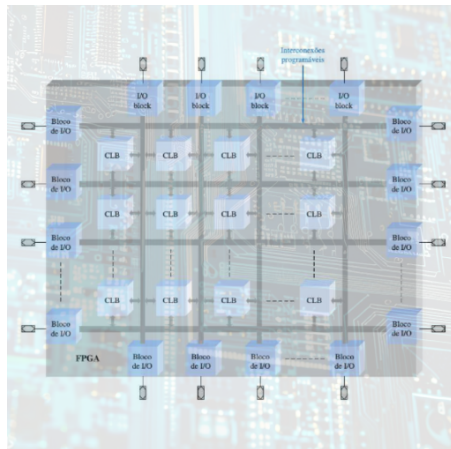 Interconexões
programáveis
I/O
block
I/O
block
I/O
block
I/O
block
Bloco
de I/O
Bloco
de I/O
CLB
CLB
CLB
CLB
Bloco
de I/O
Bloco
de I/O
CLB
CLB
CLB
CLB
Bloco
de I/O
Bloco
de I/O
CLB
CLB
CLB
CLB
Bloco
de I/O
Bloco
de I/O
FPGA
Bloco
de I/O
Bloco
de I/O
Bloco
de I/O
Bloco
de I/O